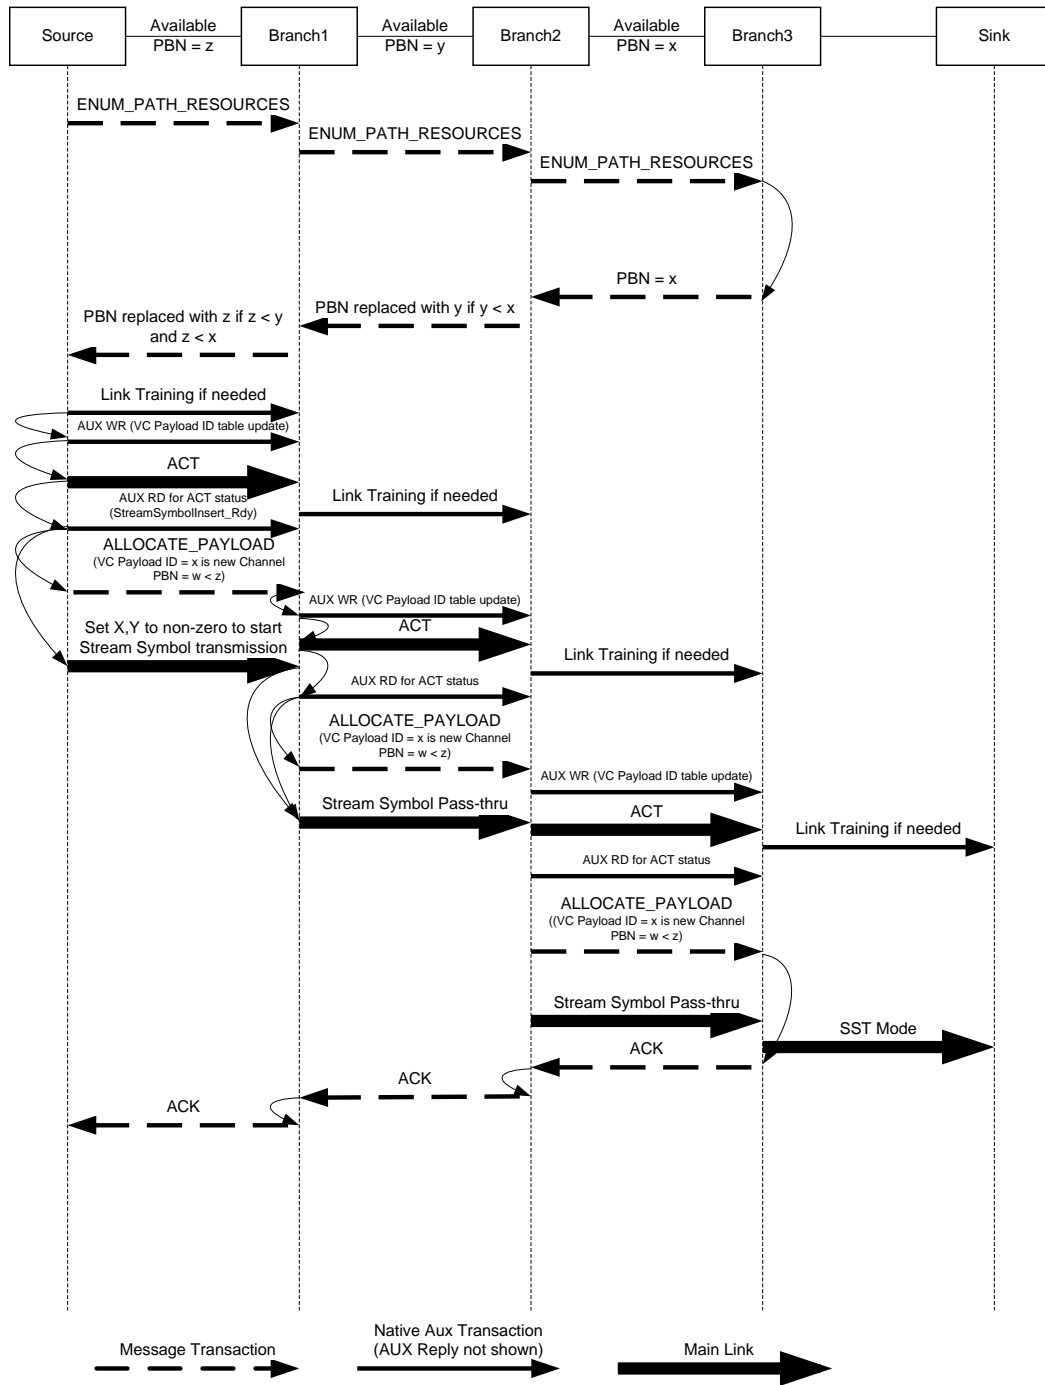 Source
Available
PBN = z
Branch1
Available
PBN = y
Branch2
Available
PBN = x
Branch3
Sink
ENUM_PATH_RESOURCES
ENUM_PATH_RESOURCES
ENUM_PATH_RESOURCES
PBN = x
PBN replaced with y if y < x
PBN replaced with z if z < y
and z < x
Link Training if needed
AUX WR (VC Payload ID table update)
ACT
AUX RD for ACT status
(StreamSymbolInsert_Rdy)
Link Training if needed
ALLOCATE_PAYLOAD
(VC Payload ID = x is new Channel
PBN = w < z)
AUX WR (VC Payload ID table update)
Set X,Y to non-zero to start
Stream Symbol transmission
ACT
Link Training if needed
AUX RD for ACT status
ALLOCATE_PAYLOAD
(VC Payload ID = x is new Channel
PBN = w < z)
AUX WR (VC Payload ID table update)
Stream Symbol Pass-thru
ACT
Link Training if needed
AUX RD for ACT status
ALLOCATE_PAYLOAD
((VC Payload ID = x is new Channel
PBN = w < z)
Stream Symbol Pass-thru
SST Mode
ACK
ACK
ACK
Message Transaction
Native Aux Transaction
(AUX Reply not shown)
Main Link